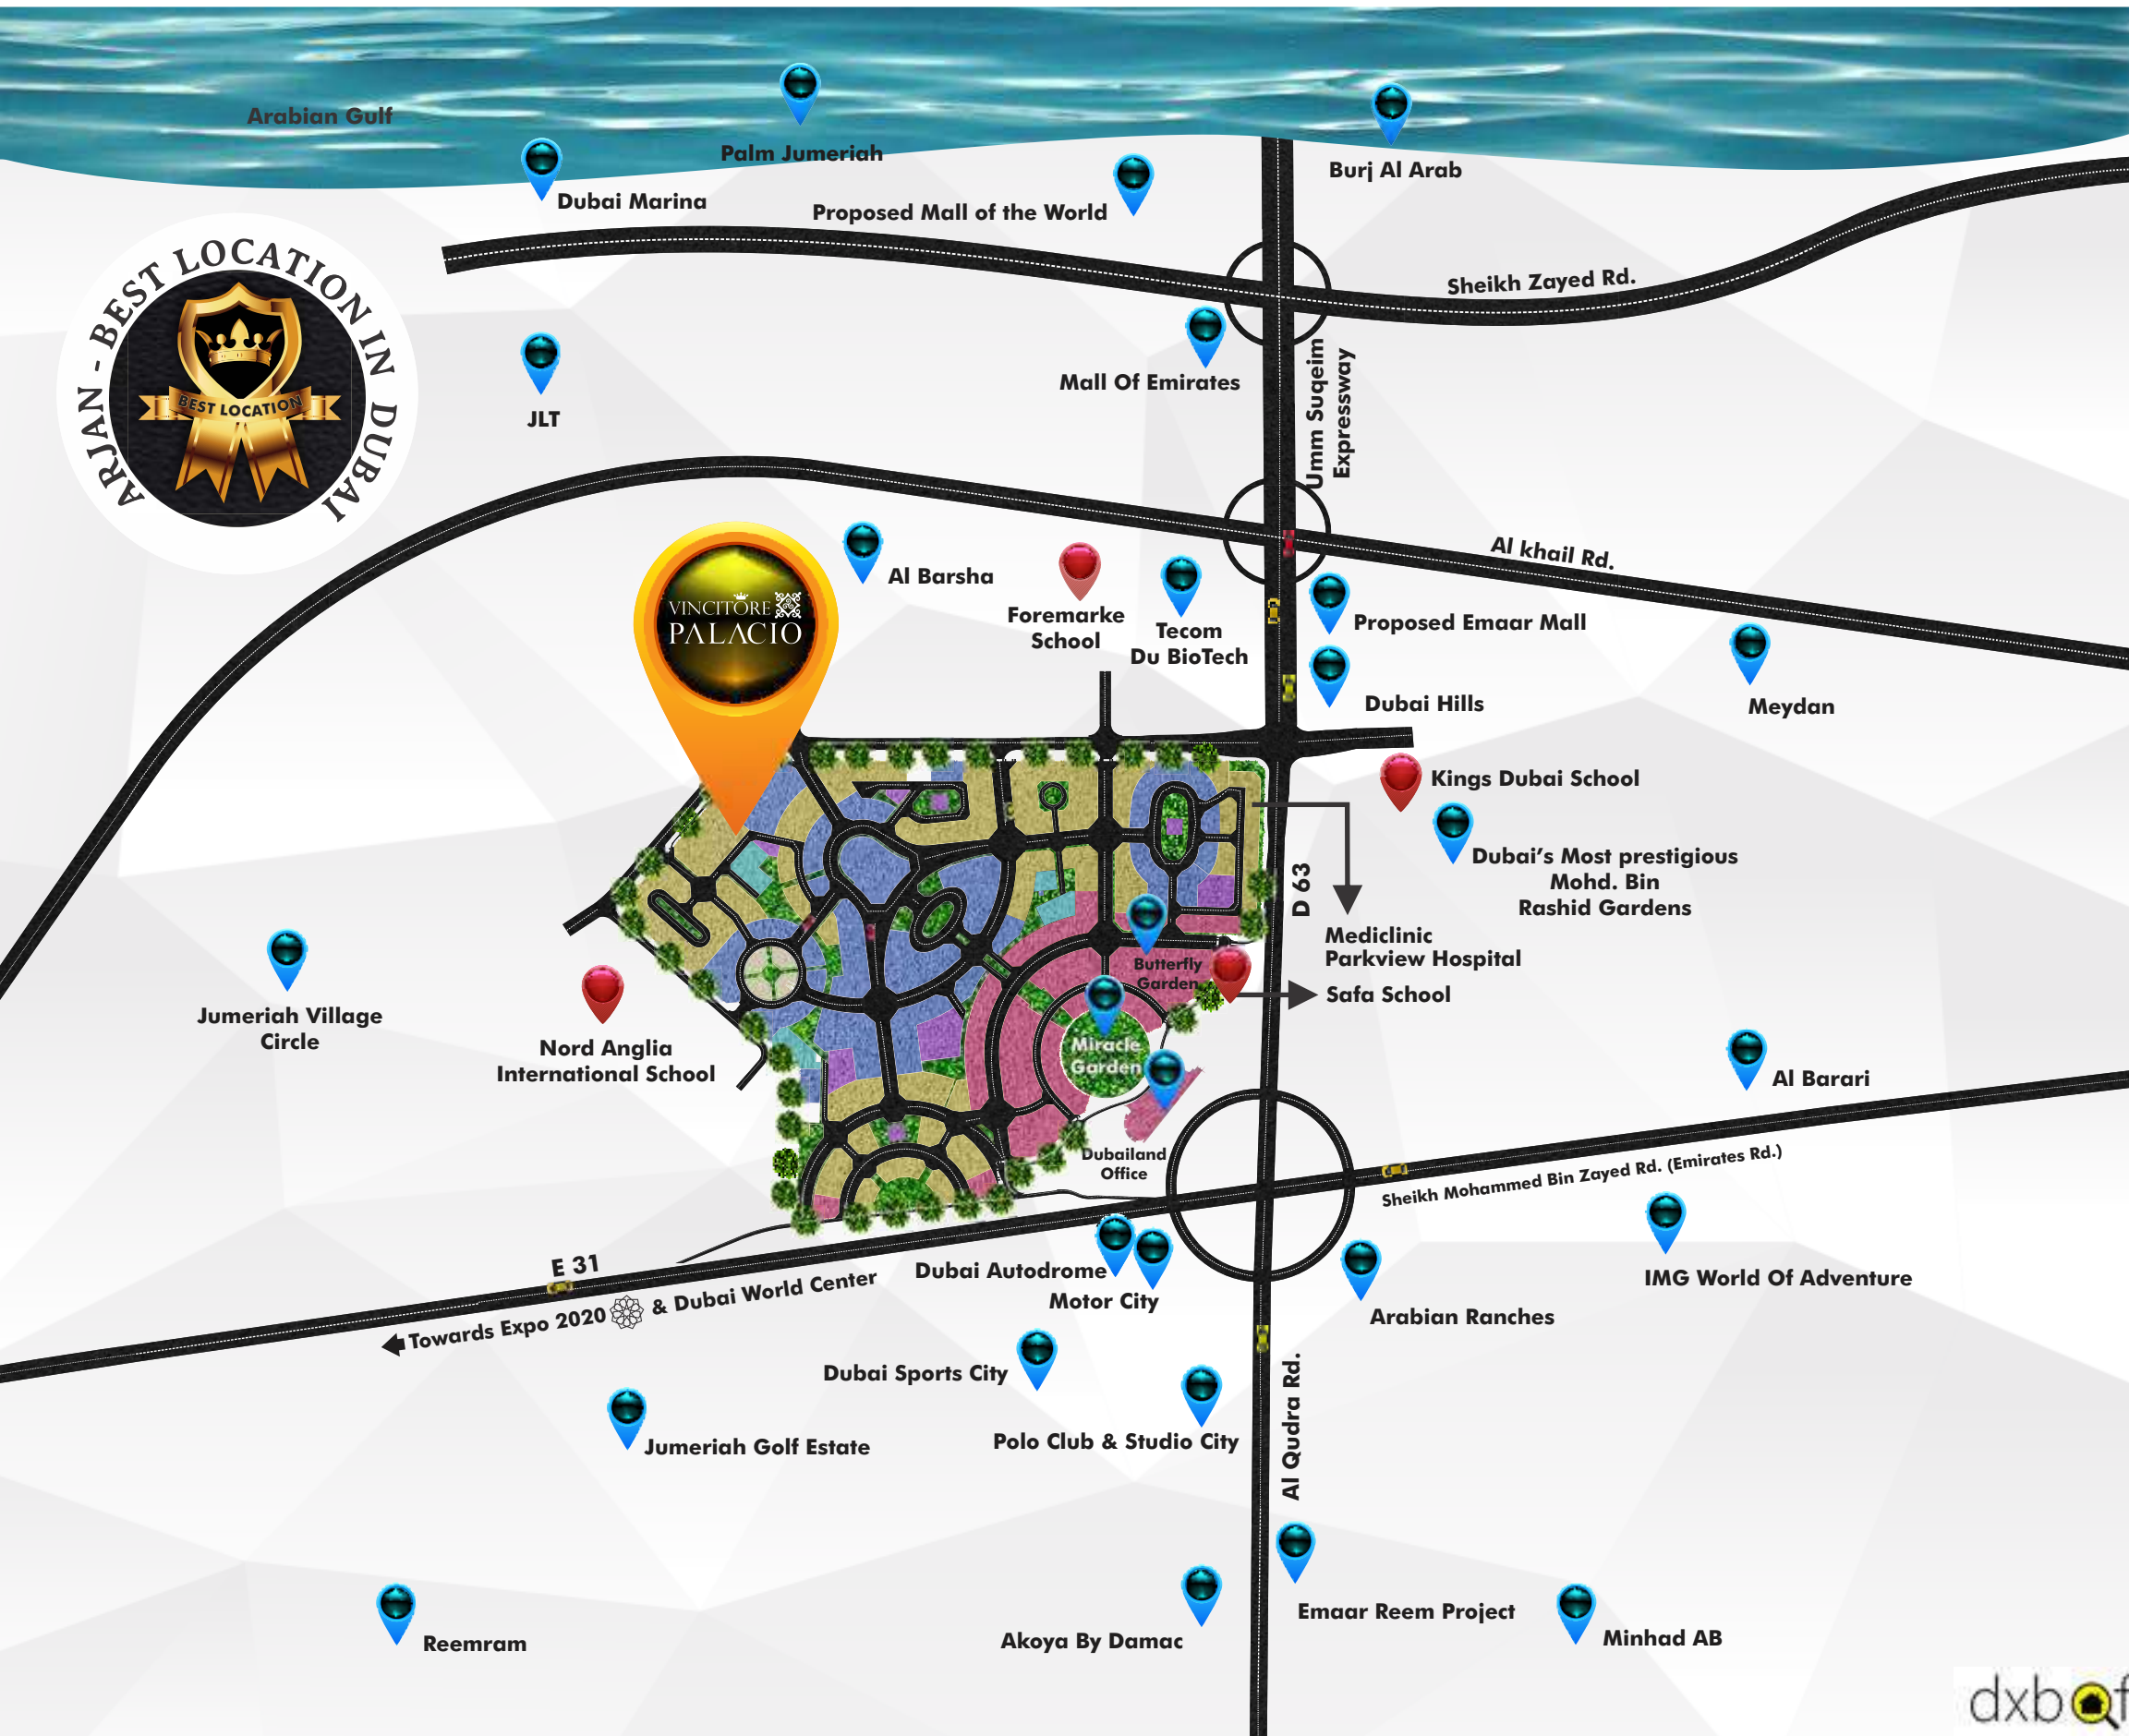 Arabian Gulf
Palm Jumeriah
Burj Al Arab
Dubai Marina
Proposed Mall of the World
ARJAN - BEST LOCATION IN DUBAI
BEST LOCATION
Sheikh Zayed Rd.
Mall Of Emirates
Umm Suqeim
Expressway
JLT
Al khail Rd.
VINCITORE
PALACIO
Al Barsha
Foremarke
School
Tecom
Du BioTech
Proposed Emaar Mall
Dubai Hills
Meydan
Kings Dubai School
Dubai's Most prestigious
Mohd. Bin
Rashid Gardens
D 63
Mediclinic
Parkview Hospital
Butterfly
Garden
Safa School
Jumeriah Village
Circle
Nord Anglia
International School
Miracle
Garden
Al Barari
Dubailand
Office
Sheikh Mohammed Bin Zayed Rd. (Emirates Rd.)
E 31
Towards Expo 2020 & Dubai World Center
Dubai Autodrome
Motor City
Arabian Ranches
IMG World Of Adventure
Dubai Sports City
Polo Club & Studio City
Jumeriah Golf Estate
Al Qudra Rd.
Emaar Reem Project
Akoya By Damac
Minhad AB
Reemram
dxb f